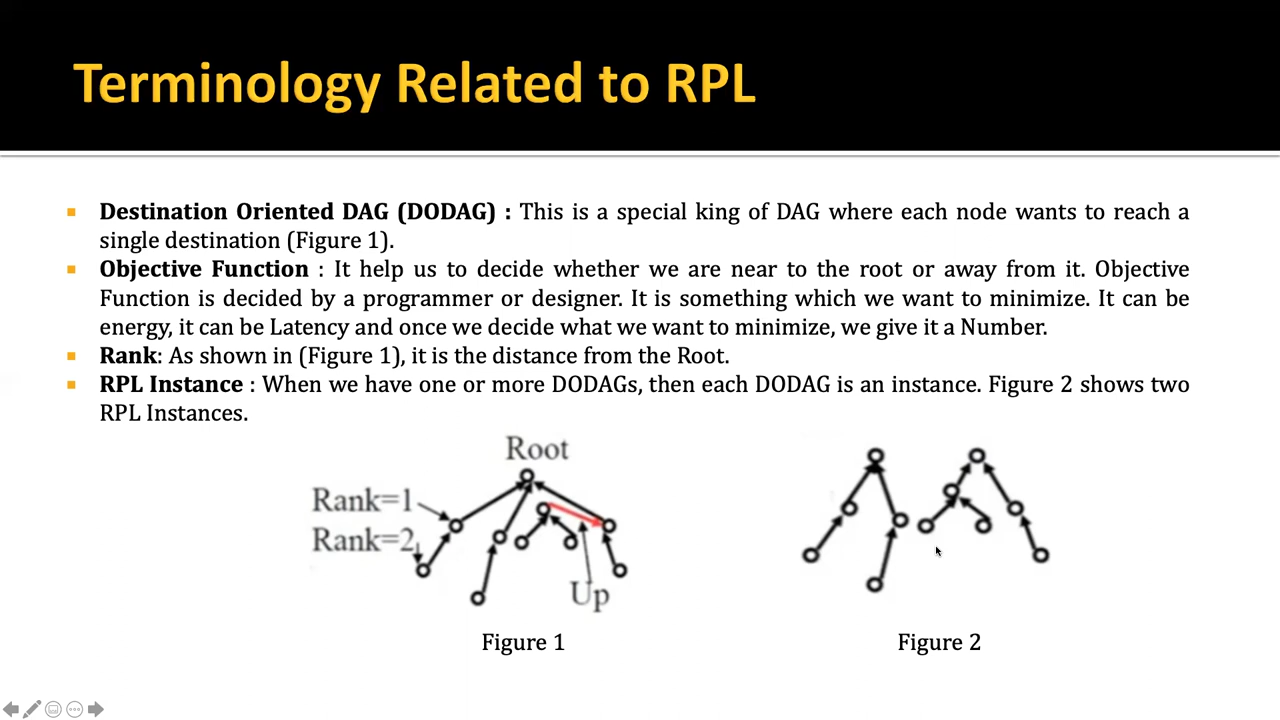 Terminology Related to RPL
Destination Oriented DAG (DODAG) : This is a special king of DAG where each node wants to reach a
single destination (Figure 1).
Objective Function : It help us to decide whether we are near to the root or away from it. Objective
Function is decided by a programmer or designer. It is something which we want to minimize. It can be
energy, it can be Latency and once we decide what we want to minimize, we give it a Number.
Rank: As shown in (Figure 1), it is the distance from the Root.
RPL Instance : When we have one or more DODAGs, then each DODAG is an instance. Figure 2 shows two
RPL Instances.
Root
Rank=1
Rank=2
Up
Figure 1
Figure 2